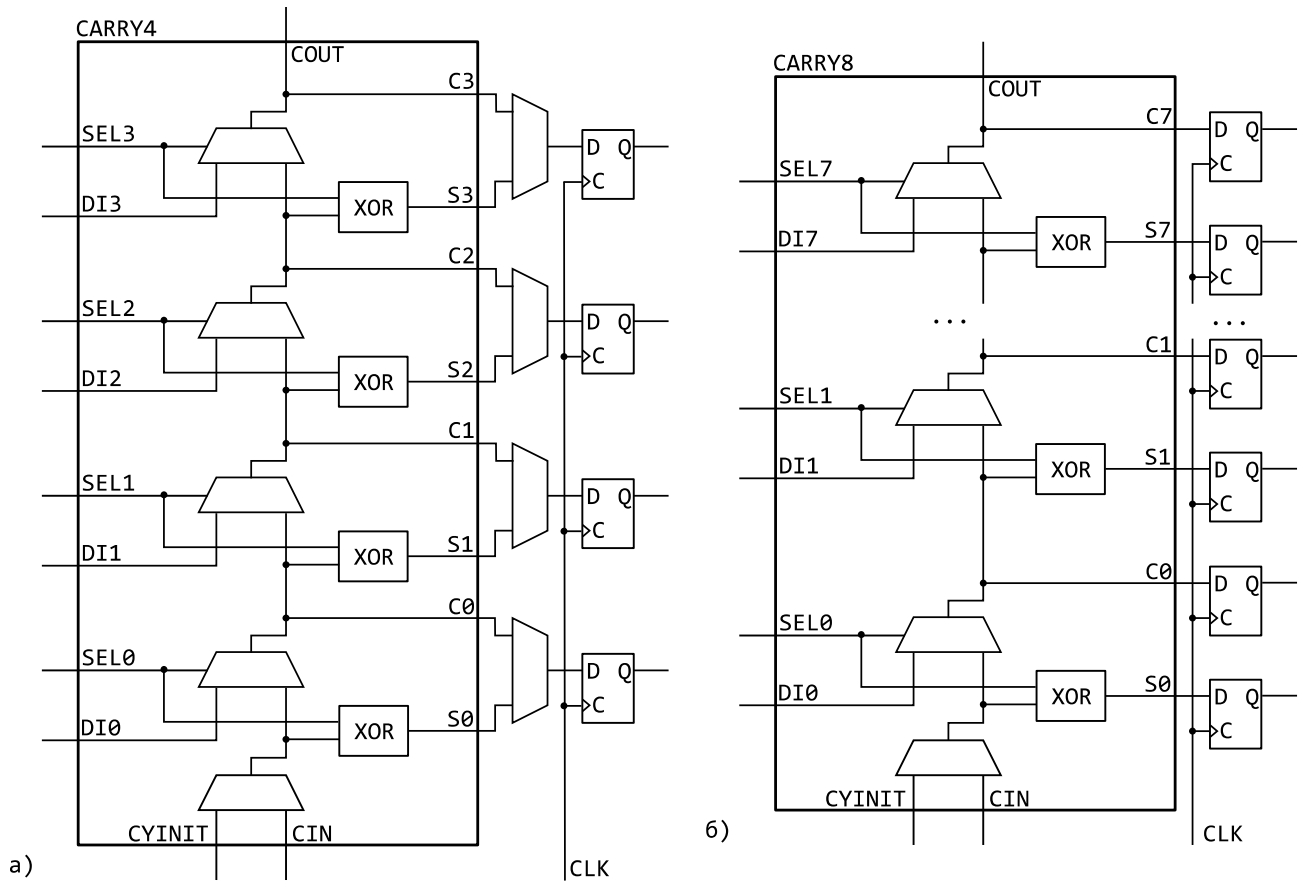 CARRY4
COUT
C3
SEL3
D Q
C
DI3
XOR
S3
C2
SEL2
D Q
C
DI2
XOR
S2
C1
SEL1
D Q
C
DI1
XOR
S1
C0
SEL0
D Q
C
DI0
XOR
S0
CYINIT
CIN
CLK
а)
CARRY8
COUT
C7
D Q
C
SEL7
DI7
XOR
S7
D Q
C
...
...
C1
D Q
C
SEL1
DI1
XOR
S1
D Q
C
C0
D Q
C
SEL0
DI0
XOR
S0
D Q
C
CYINIT
CIN
CLK
б)